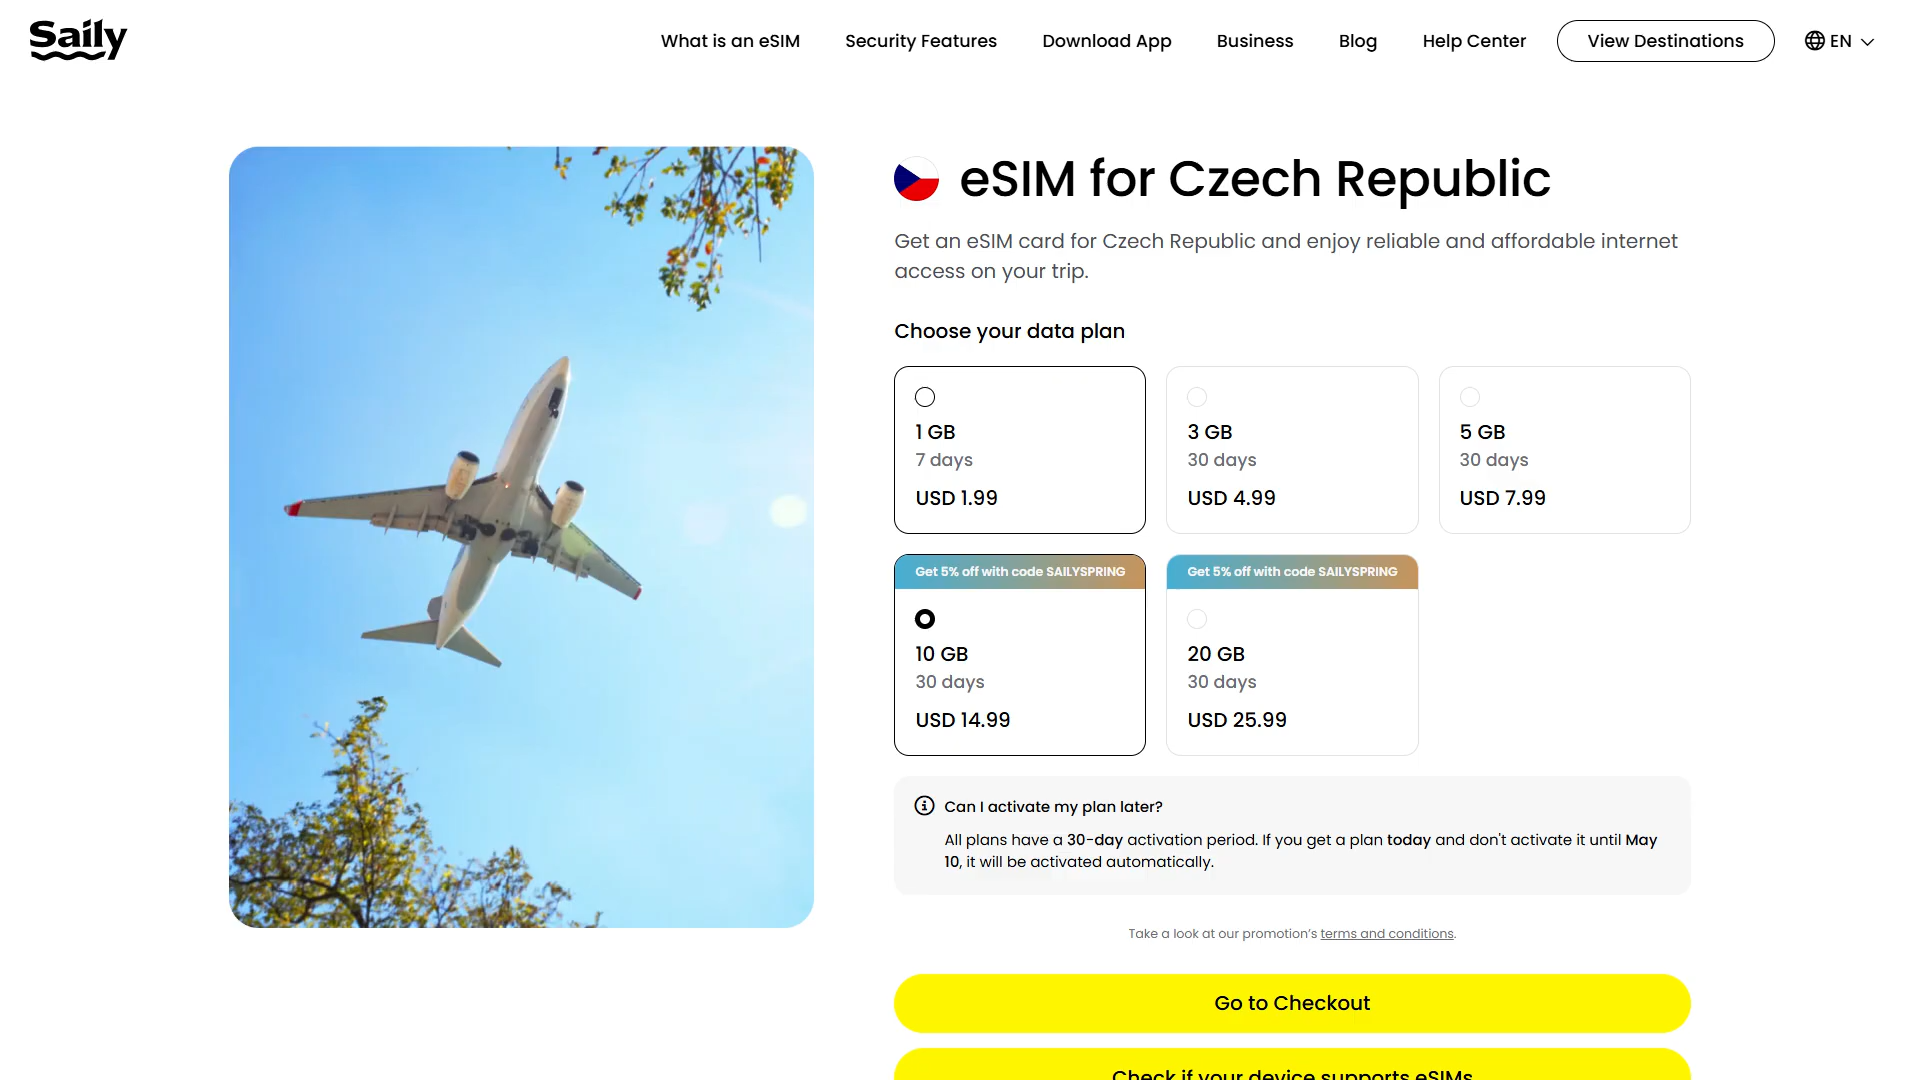 Saily
What is an eSIM
Security Features
Download App
Business
Blog
Help Center
View Destinations
EN
eSIM for Czech Republic
Get an eSIM card for Czech Republic and enjoy reliable and affordable internet
access on your trip.
Choose your data plan
1 GB
7 days
USD 1.99
3 GB
30 days
USD 4.99
5 GB
30 days
USD 7.99
Get 5% off with code SAILYSPRING
10 GB
30 days
USD 14.99
Get 5% off with code SAILYSPRING
20 GB
30 days
USD 25.99
Can I activate my plan later?
All plans have a 30-day activation period. If you get a plan today and don't activate it until May
10, it will be activated automatically.
Take a look at our promotion's terms and conditions.
Go to Checkout
Check if your device supports eSIMs